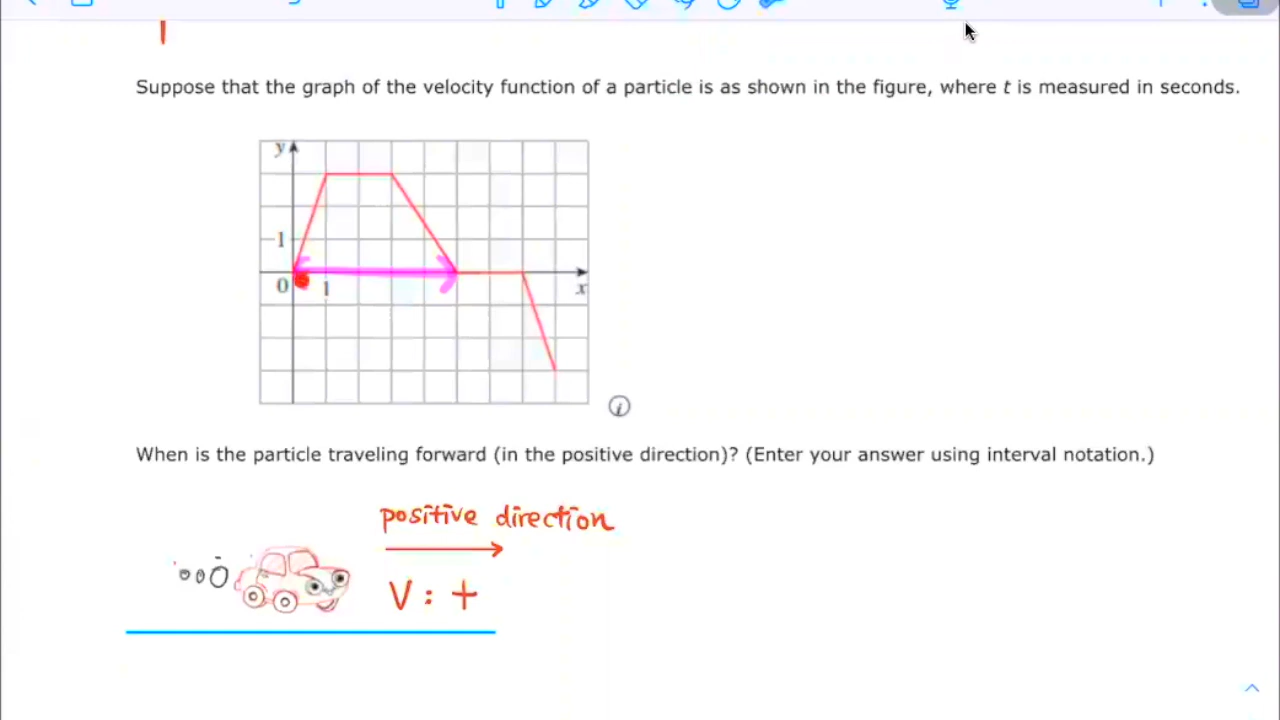 Suppose that the graph of the velocity function of a particle is as shown in the figure, where t is measured in seconds.
y
1
0 1 x
i
When is the particle traveling forward (in the positive direction)? (Enter your answer using interval notation.)
positive direction
V : +